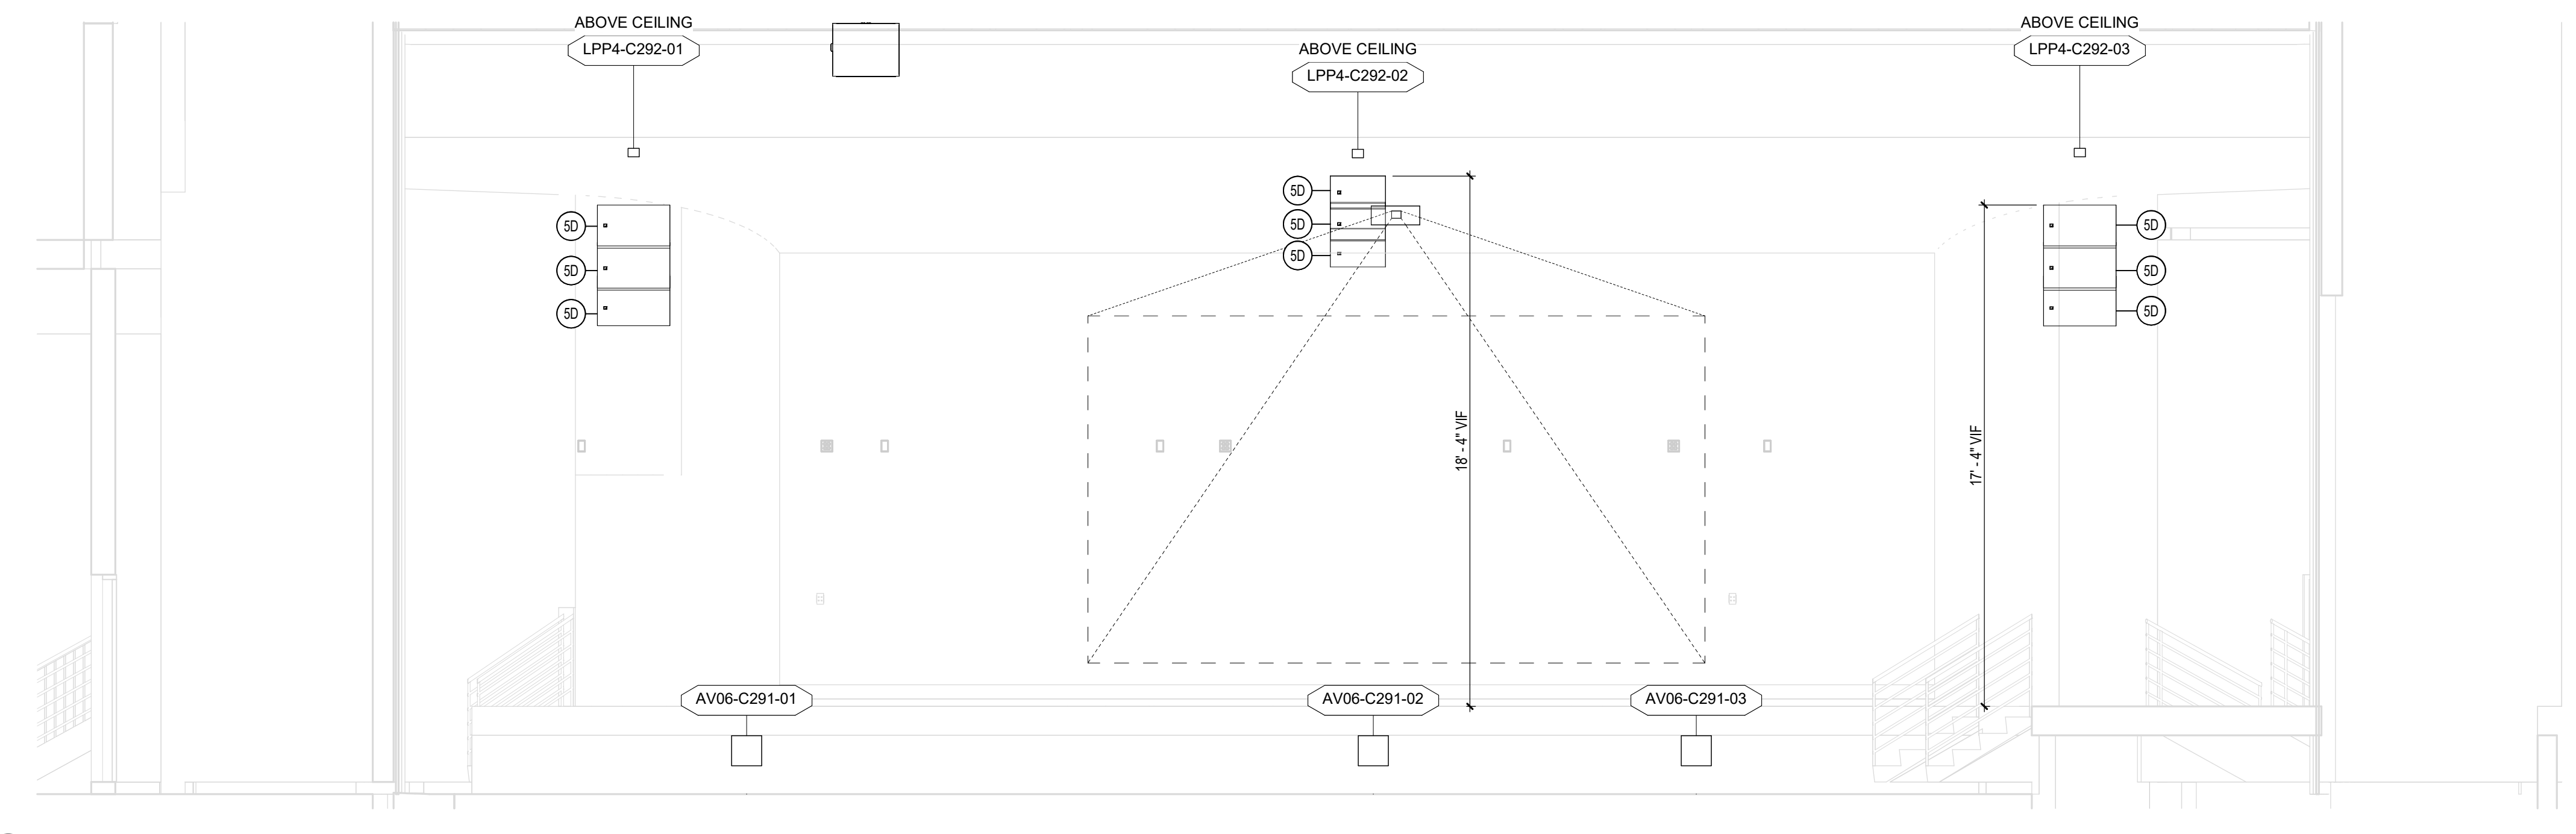 ABOVE CEILING
LPP4-C292-01
ABOVE CEILING
LPP4-C292-02
ABOVE CEILING
LPP4-C292-03
5D
5D
5D
5D
5D
5D
5D
5D
5D
18' - 4" VIF
17' - 4" VIF
AV06-C291-01
AV06-C291-02
AV06-C291-03